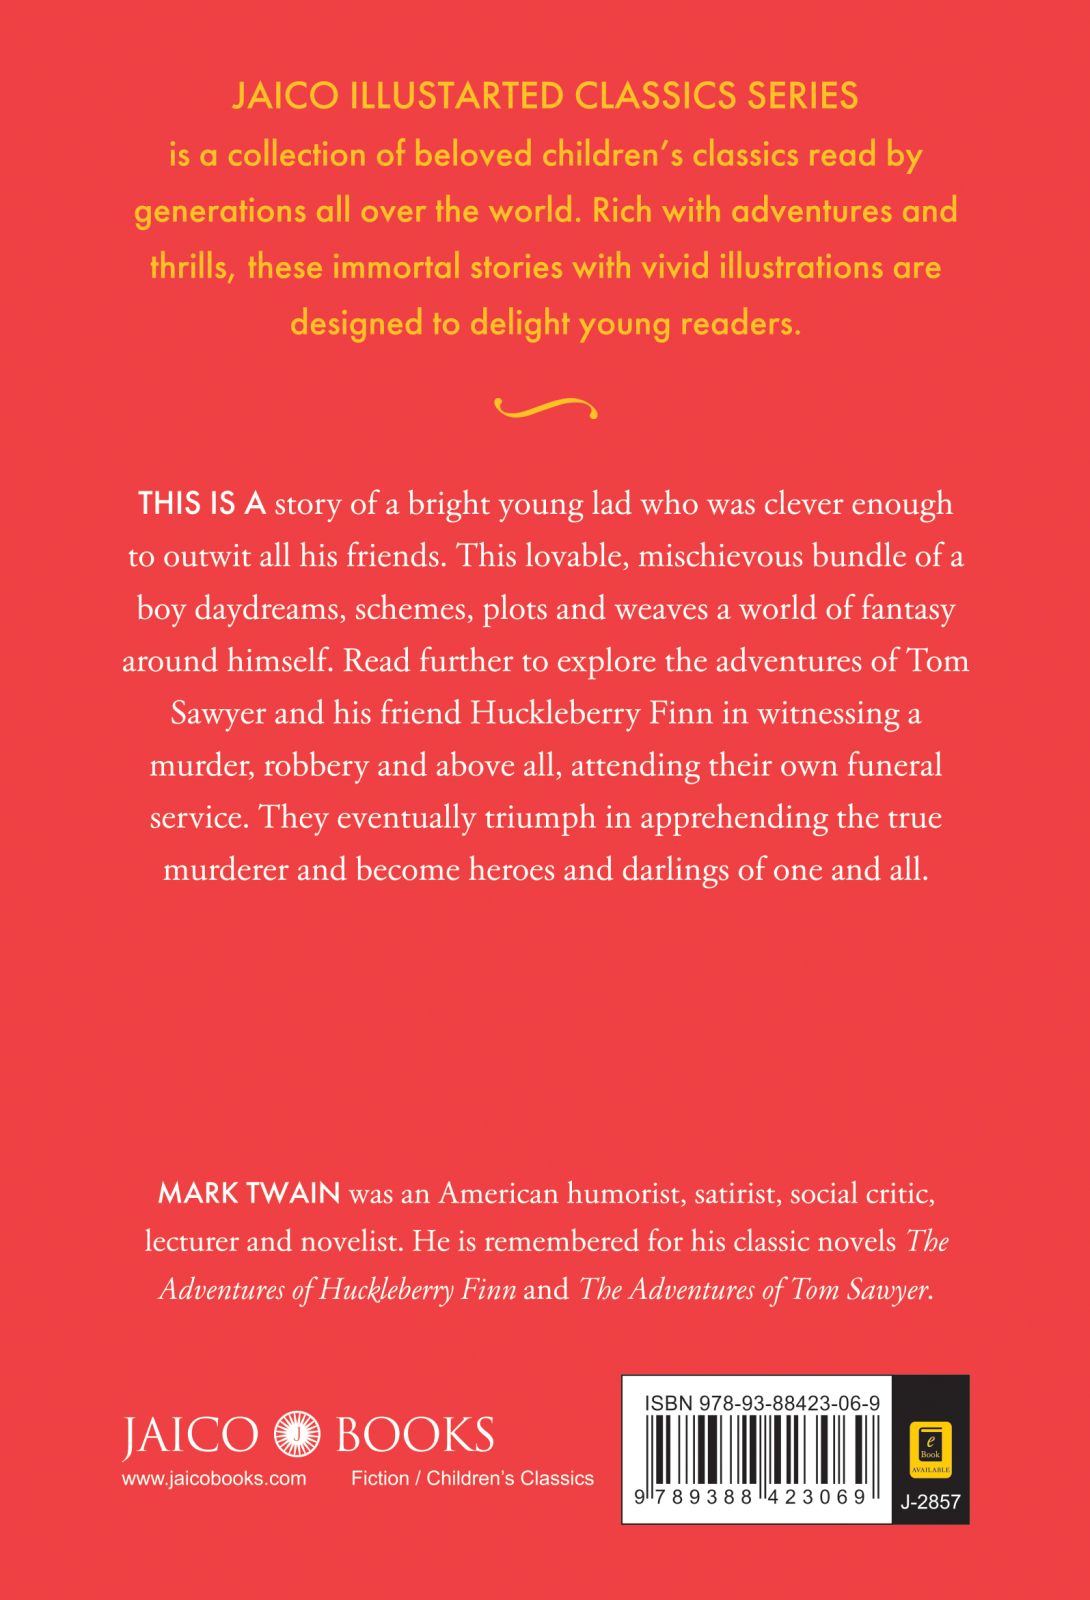 JAICO ILLUSTARTED CLASSICS SERIES
is a collection of beloved children’s classics read by
generations all over the world. Rich with adventures and
thrills, these immortal stories with vivid illustrations are
designed to delight young readers.
THIS IS A story of a bright young lad who was clever enough
to outwit all his friends. This lovable, mischievous bundle of a
boy daydreams, schemes, plots and weaves a world of fantasy
around himself. Read further to explore the adventures of Tom
Sawyer and his friend Huckleberry Finn in witnessing a
murder, robbery and above all, attending their own funeral
service. They eventually triumph in apprehending the true
murderer and become heroes and darlings of one and all.
MARK TWAIN was an American humorist, satirist, social critic,
lecturer and novelist. He is remembered for his classic novels The
Adventures of Huckleberry Finn and The Adventures of Tom Sawyer.
JAICO J BOOKS
www.jaicobooks.com Fiction / Children’s Classics
ISBN 978-93-88423-06-9
9 789388 423069
e
Book
AVAILABLE
J-2857